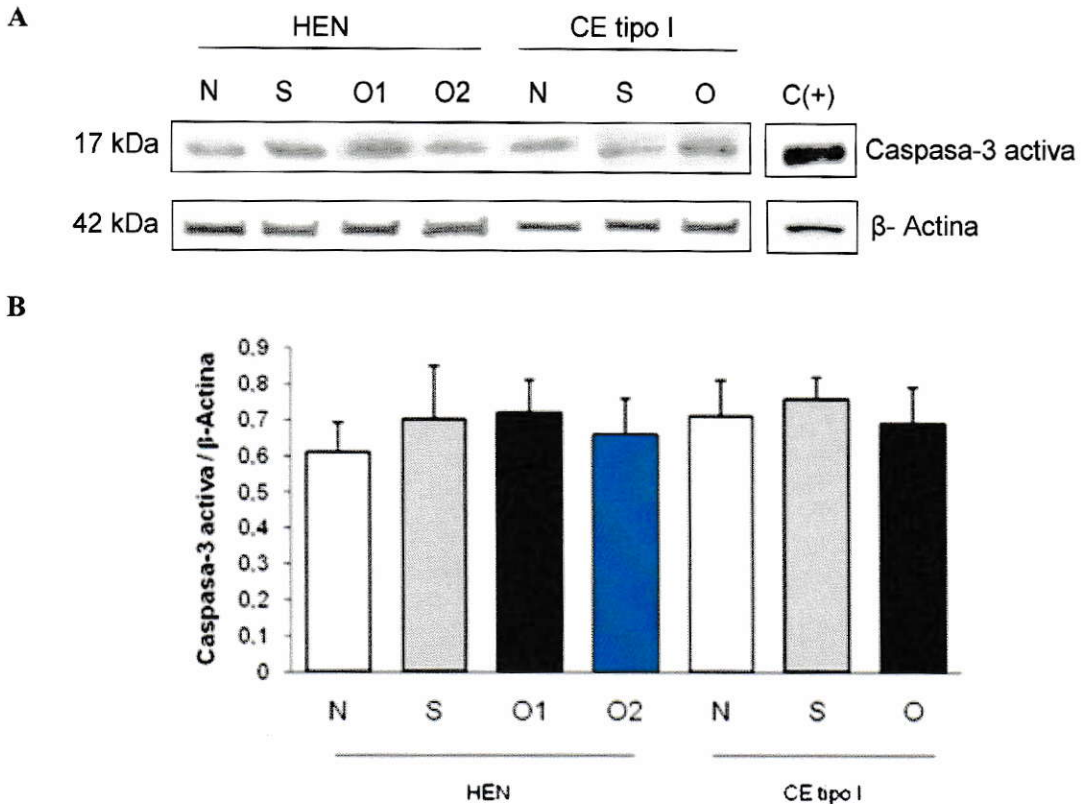 A
HEN CE tipo I
N S O1 O2 N S O C(+)
17 kDa Caspasa-3 activa
42 kDa β- Actina
B
Caspasa-3 activa / β-Actina
0,9
0,8
0,7
0,6
0,5
0,4
0,3
0,2
0,1
0
N S O1 O2 N S O
HEN CE tipo I